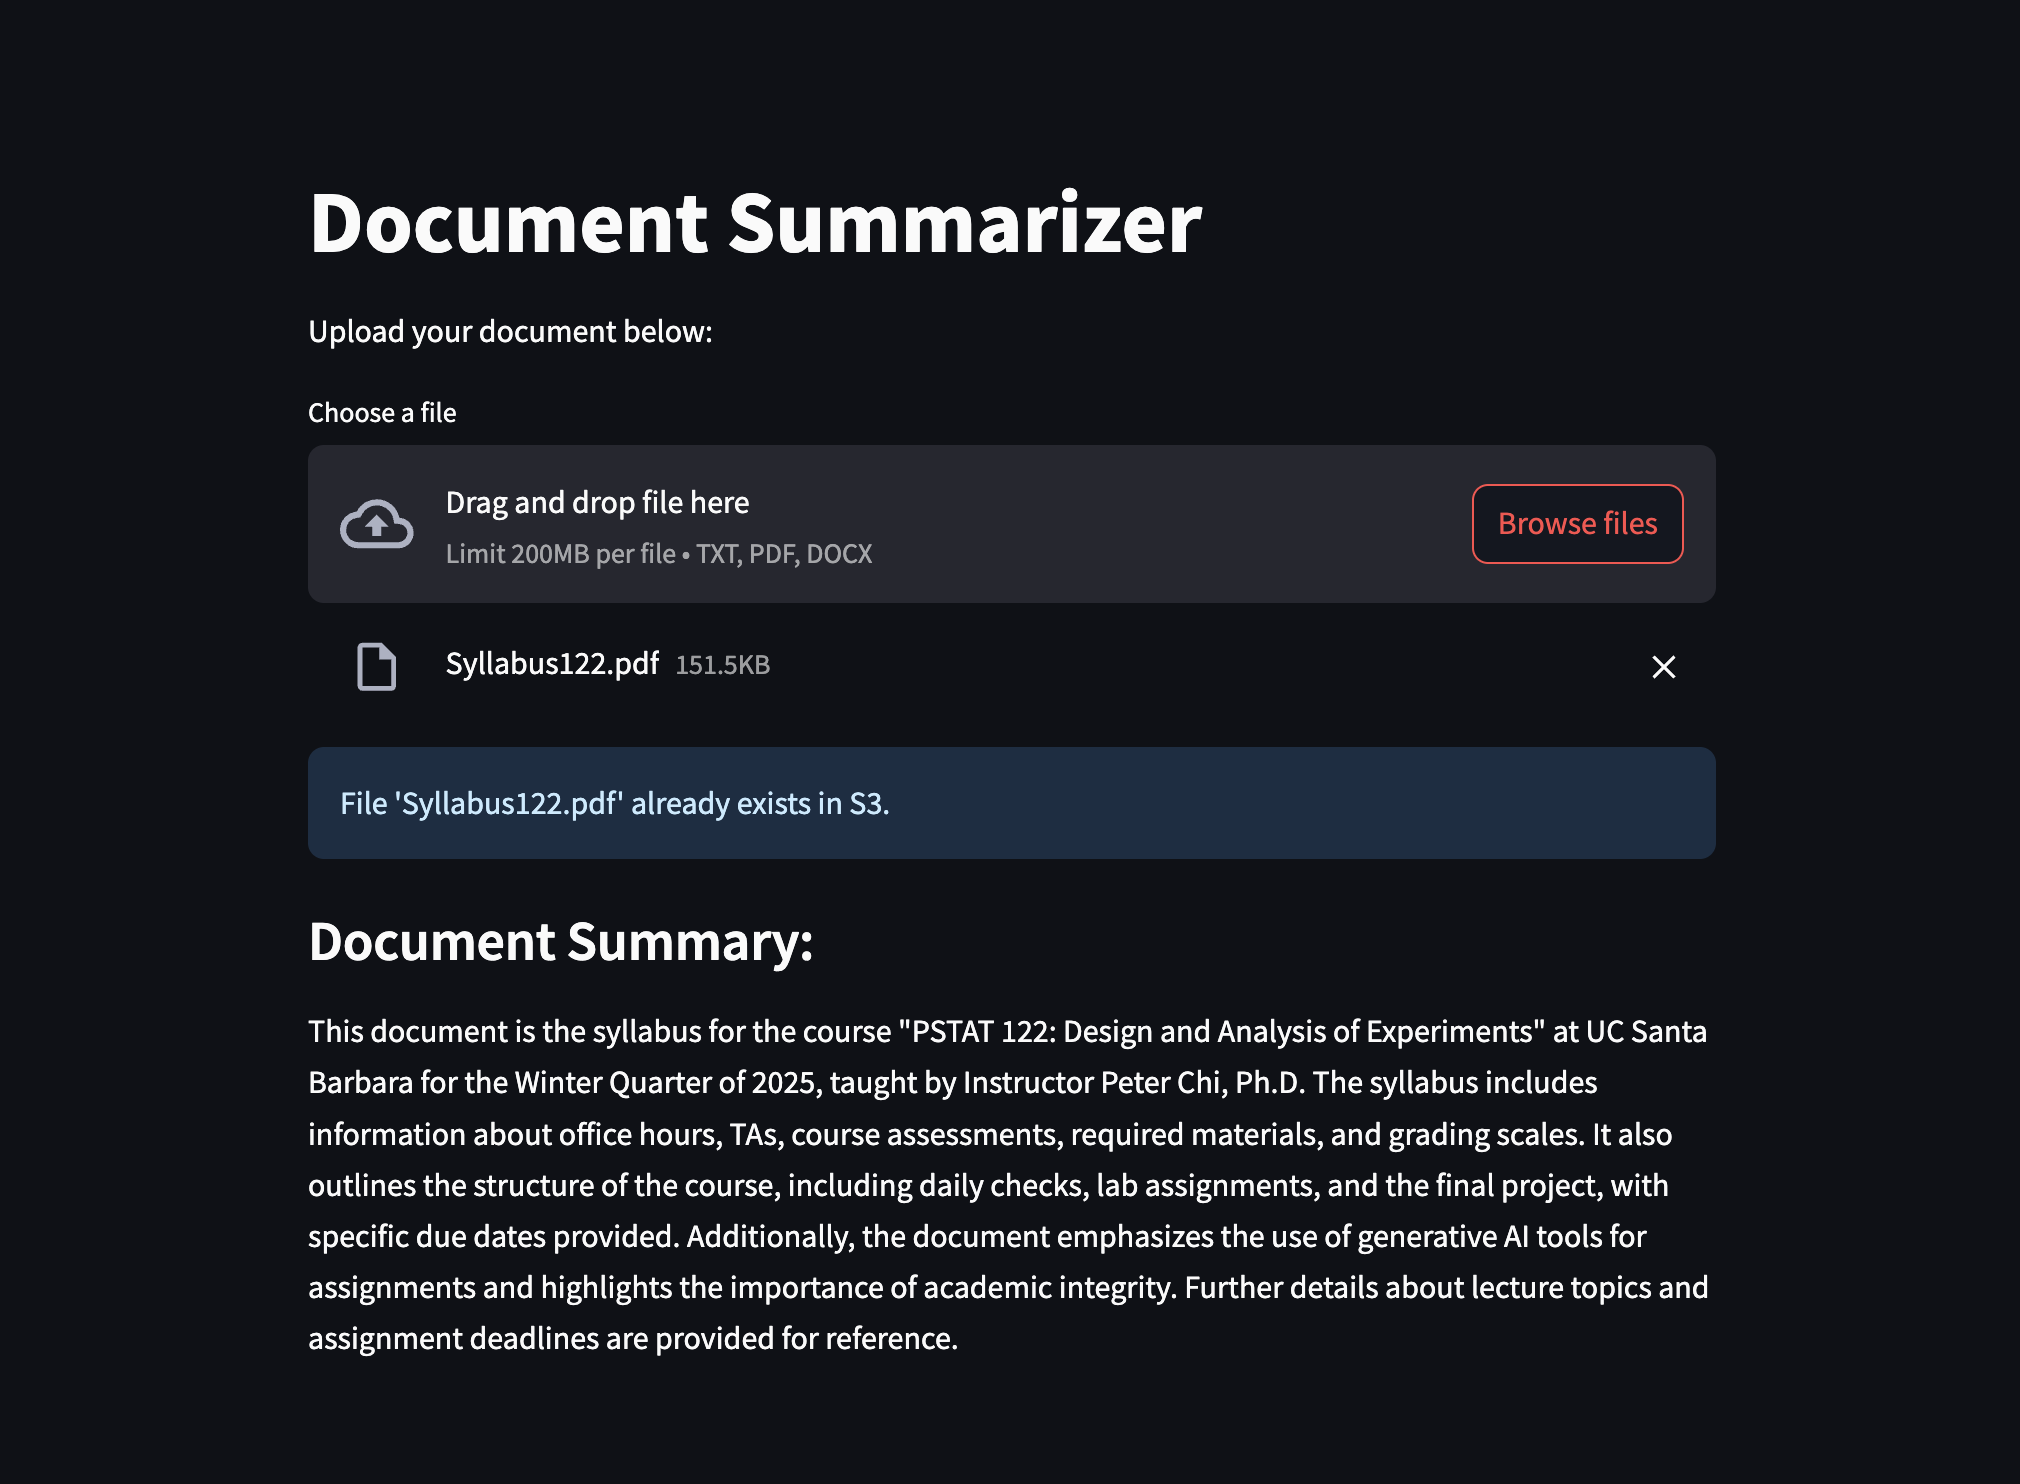 Document Summarizer
Upload your document below:
Choose a file
Drag and drop file here
Limit 200MB per file • TXT, PDF, DOCX
Browse files
Syllabus122.pdf 151.5KB
File 'Syllabus122.pdf' already exists in S3.
Document Summary:
This document is the syllabus for the course "PSTAT 122: Design and Analysis of Experiments" at UC Santa
Barbara for the Winter Quarter of 2025, taught by Instructor Peter Chi, Ph.D. The syllabus includes
information about office hours, TAs, course assessments, required materials, and grading scales. It also
outlines the structure of the course, including daily checks, lab assignments, and the final project, with
specific due dates provided. Additionally, the document emphasizes the use of generative AI tools for
assignments and highlights the importance of academic integrity. Further details about lecture topics and
assignment deadlines are provided for reference.